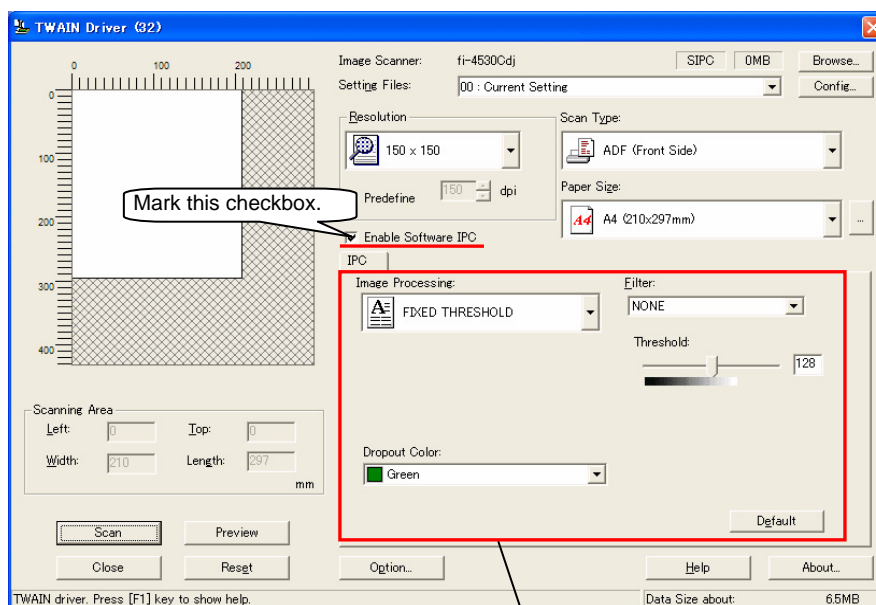 TWAIN Driver (32)
0 100 200
0
100
200
300
400
Image Scanner: fi-4530Cdj SIPC 0MB Browse...
Setting Files: 00 : Current Setting Config...
Resolution
150 x 150
Predefine 150 dpi
Scan Type:
ADF (Front Side)
Paper Size:
A4 A4 (210x297mm) ...
Mark this checkbox.
Enable Software IPC
IPC
Image Processing:
FIXED THRESHOLD
Filter:
NONE
Threshold:
128
Dropout Color:
Green
Default
Scanning Area
Left: 0 Top: 0
Width: 210 Length: 297
mm
Scan Preview
Close Reset Option... Help About...
TWAIN driver. Press [F1] key to show help. Data Size about: 6.5MB